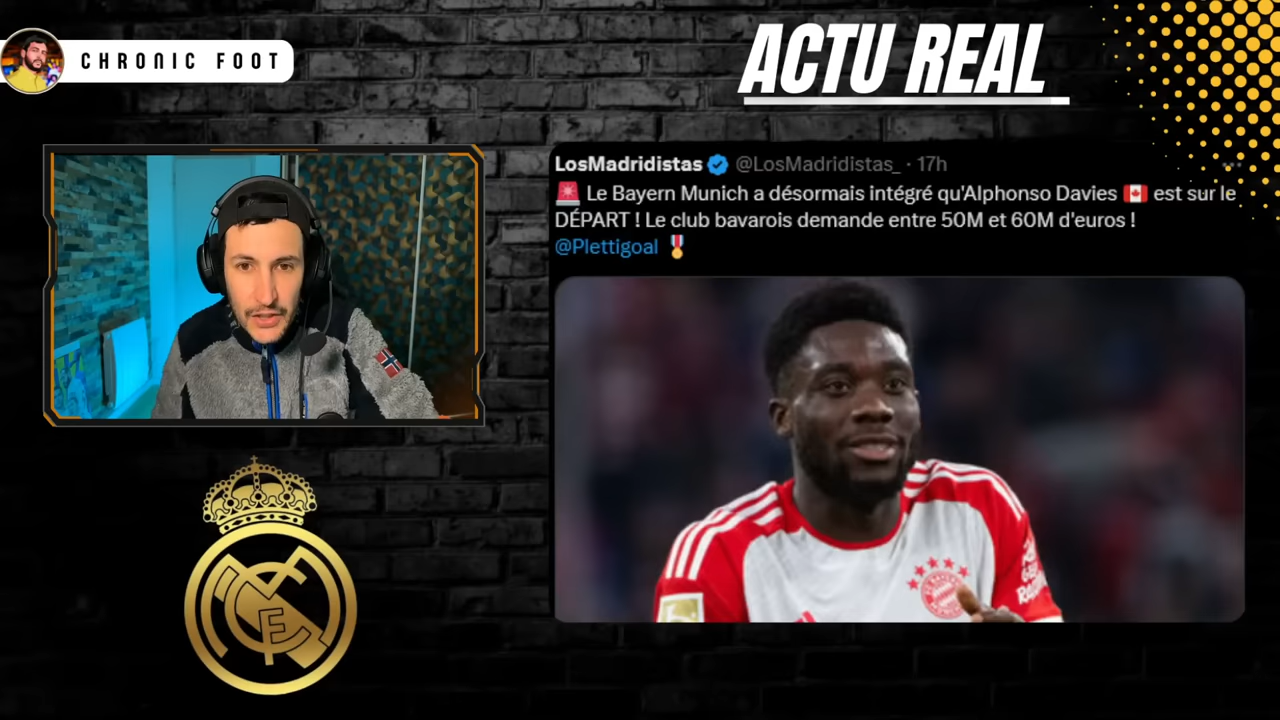 CHRONIC FOOT
ACTU REAL
LosMadridistas @LosMadridistas_ · 17h
🚨 Le Bayern Munich a désormais intégré qu'Alphonso Davies 🇨🇦 est sur le
DÉPART ! Le club bavarois demande entre 50M et 60M d'euros !
@Plettigoal 🎖️